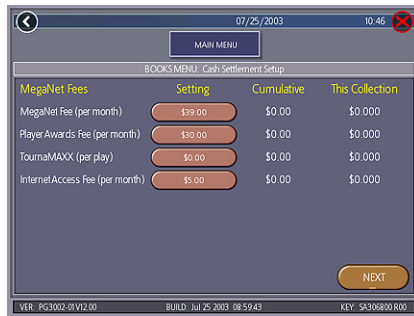 07/25/2003 10:46
MAIN MENU
BOOKS MENU: Cash Settlement Setup
MegaNet Fees Setting Cumulative This Collection
MegaNet Fee (per month) $39.00 $0.00 $0.000
Player Awards Fee (per month) $30.00 $0.00 $0.000
TournaMAXX (per play) $0.00 $0.00 $0.000
Internet Access Fee (per month) $5.00 $0.00 $0.000
NEXT
VER: PG3002-01V12.00 BUILD: Jul 25 2003 08:59:43 KEY: SA306800 R00